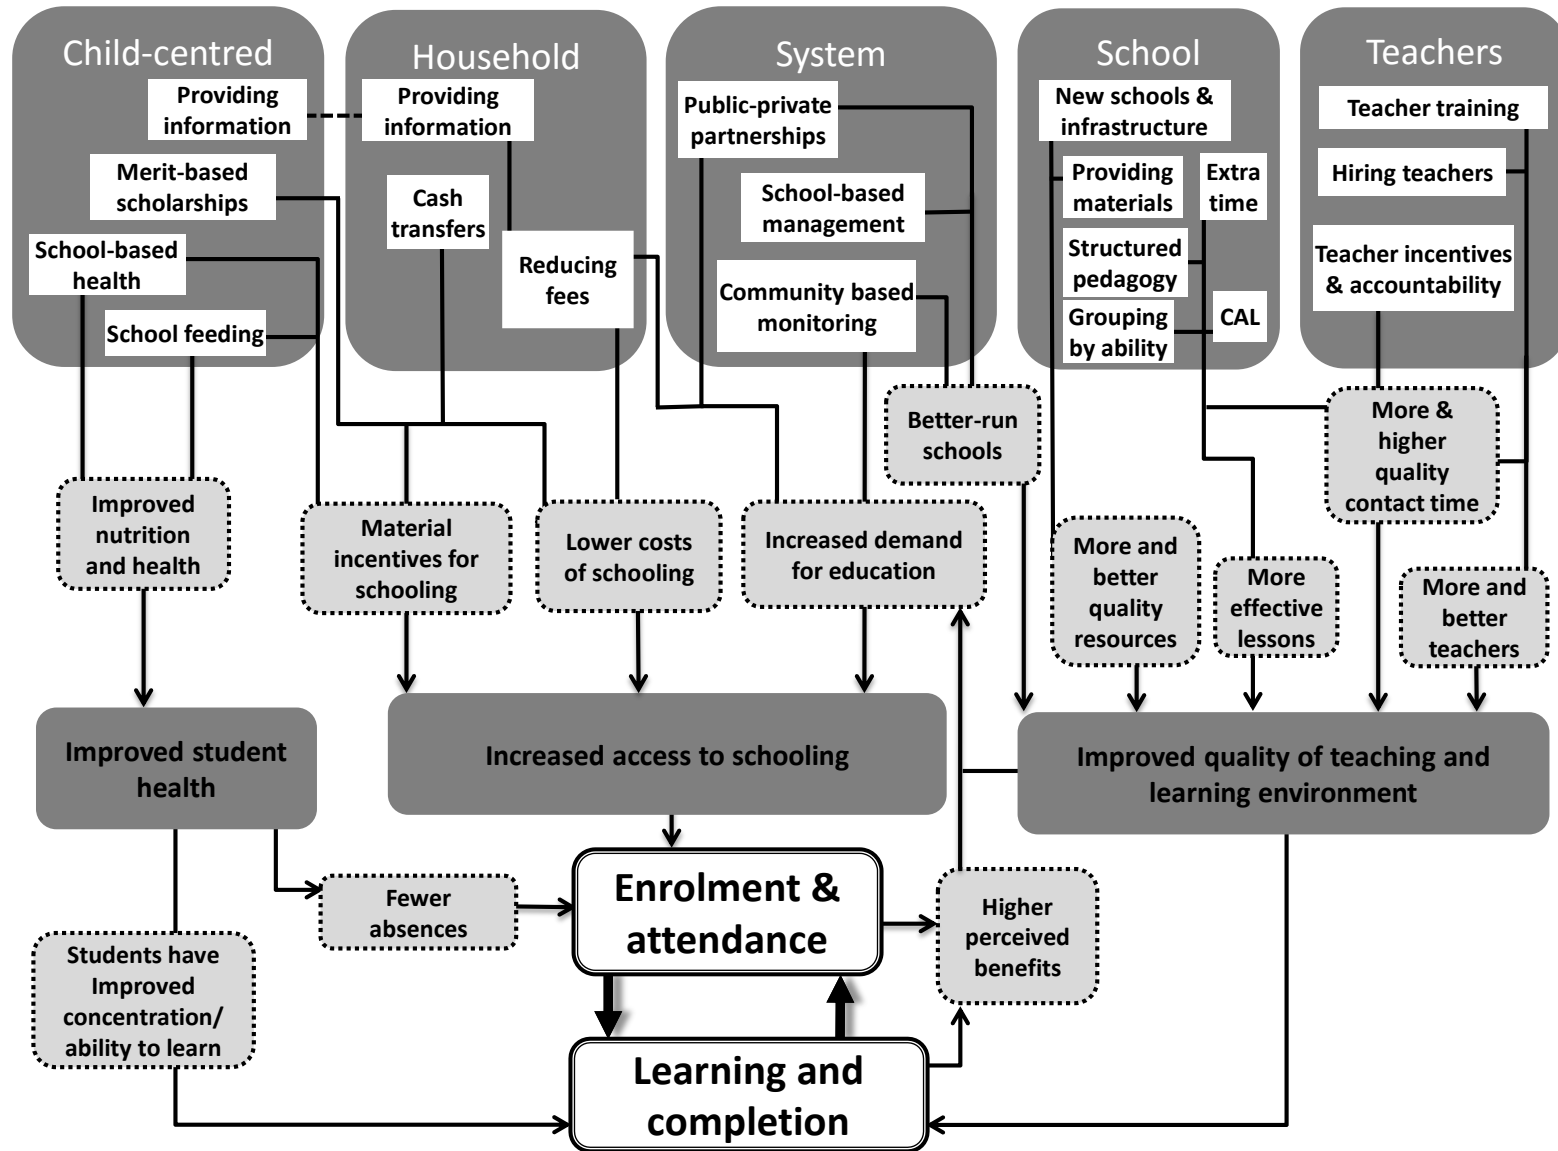 Child-centred
Providing
information
Merit-based
scholarships
School-based
health
School feeding
Household
Providing
information
Cash
transfers
Reducing
fees
System
Public-private
partnerships
School-based
management
Community based
monitoring
School
New schools &
infrastructure
Providing
materials
Extra
time
Structured
pedagogy
Grouping
by ability
CAL
Teachers
Teacher training
Hiring teachers
Teacher incentives
& accountability
Improved
nutrition
and health
Material
incentives for
schooling
Lower costs
of schooling
Increased demand
for education
Better-run
schools
More and
better
quality
resources
More
effective
lessons
More &
higher
quality
contact time
More and
better
teachers
Improved student
health
Increased access to schooling
Improved quality of teaching and
learning environment
Fewer
absences
Enrolment &
attendance
Higher
perceived
benefits
Students have
Improved
concentration/
ability to learn
Learning and
completion